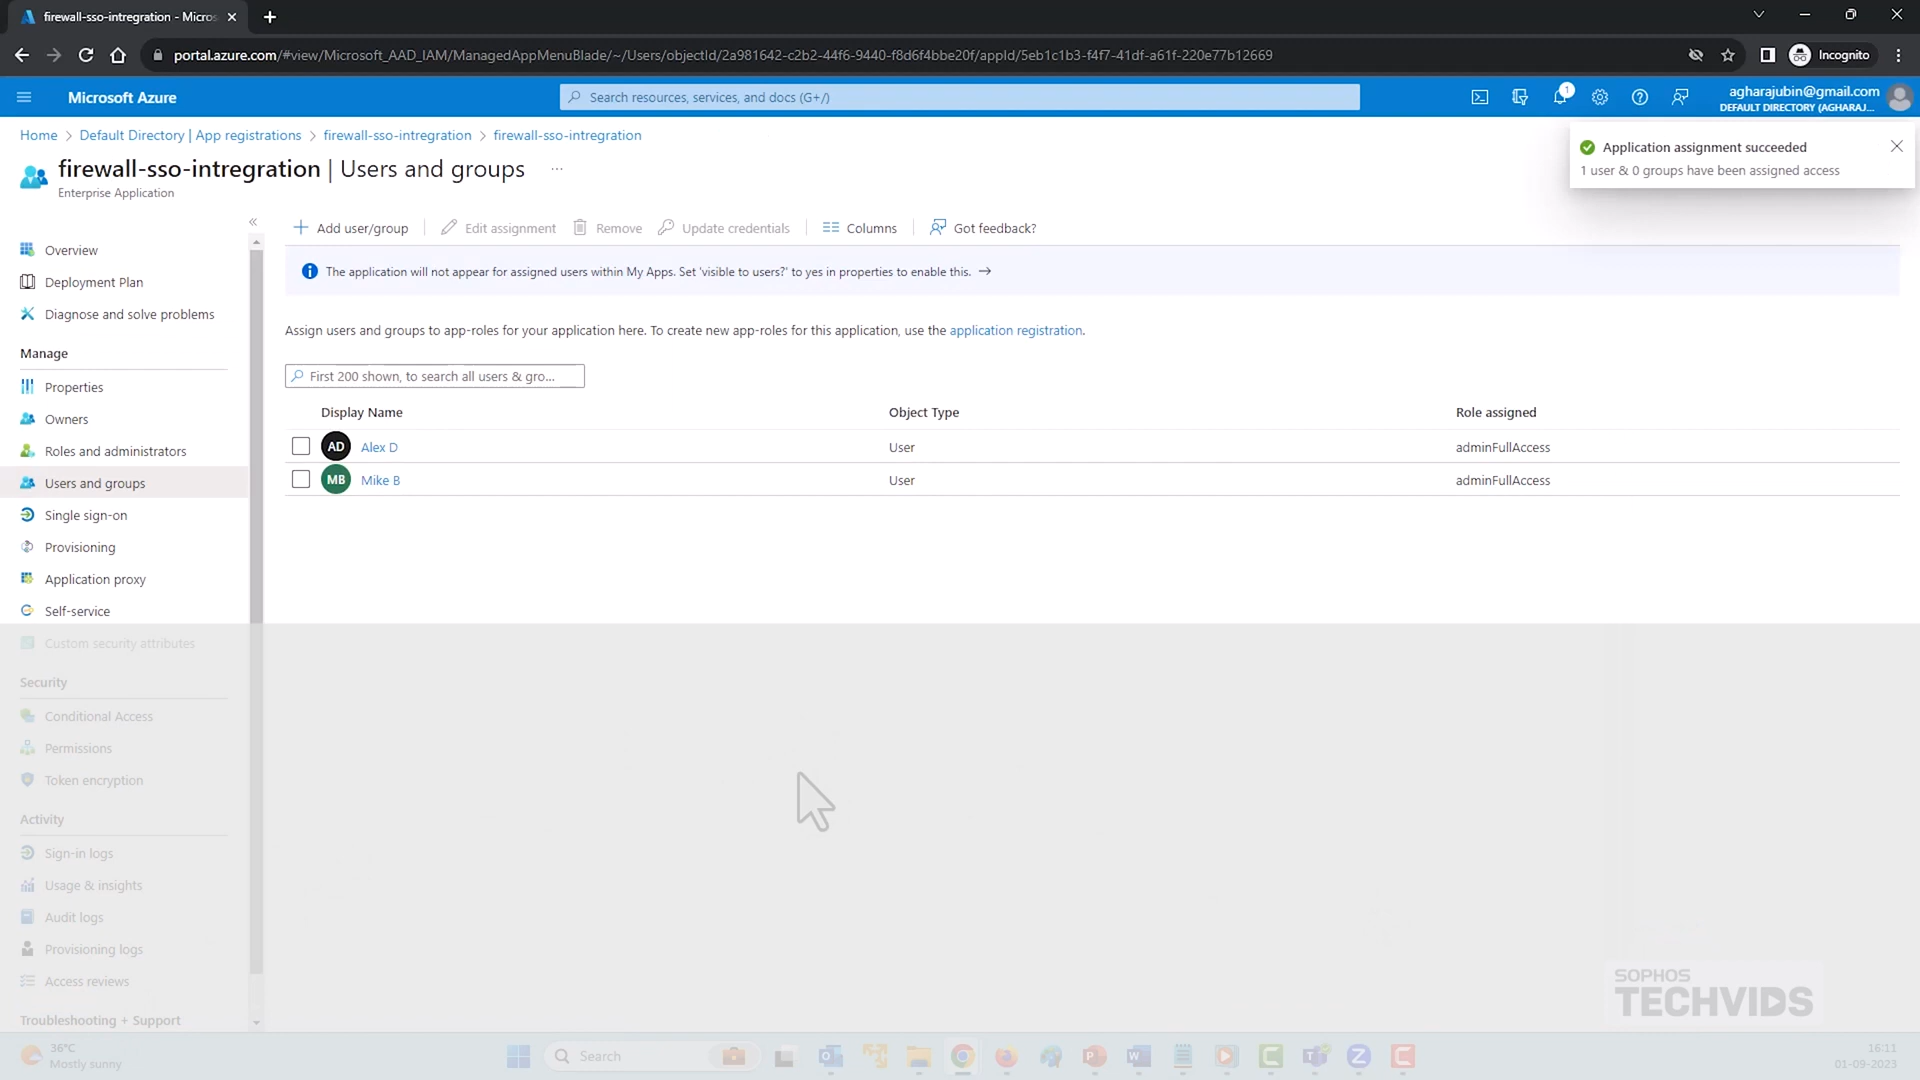 firewall-sso-intregration - Micros
portal.azure.com/#view/Microsoft_AAD_IAM/ManagedAppMenuBlade/~/Users/objectId/2a981642-c2b2-44f6-9440-f8d6f4bbe20f/appId/5eb1c1b3-f4f7-41df-a61f-220e77b12669
Incognito
Microsoft Azure
Search resources, services, and docs (G+/)
1
agharajubin@gmail.com
DEFAULT DIRECTORY (AGHARAJ...
Home > Default Directory | App registrations > firewall-sso-intregration > firewall-sso-intregration
firewall-sso-intregration | Users and groups ...
Enterprise Application
Application assignment succeeded
1 user & 0 groups have been assigned access
Overview
Deployment Plan
Diagnose and solve problems
Manage
Properties
Owners
Roles and administrators
Users and groups
Single sign-on
Provisioning
Application proxy
Self-service
Custom security attributes
Security
Conditional Access
Permissions
Token encryption
Activity
Sign-in logs
Usage & insights
Audit logs
Provisioning logs
Access reviews
Troubleshooting + Support
Add user/group Edit assignment Remove Update credentials Columns Got feedback?
The application will not appear for assigned users within My Apps. Set 'visible to users?' to yes in properties to enable this. →
Assign users and groups to app-roles for your application here. To create new app-roles for this application, use the application registration.
First 200 shown, to search all users & gro...
Display Name Object Type Role assigned
AD Alex D User adminFullAccess
MB Mike B User adminFullAccess
SOPHOS
TECHVIDS
36°C
Mostly sunny
Search
16:11
01-09-2023